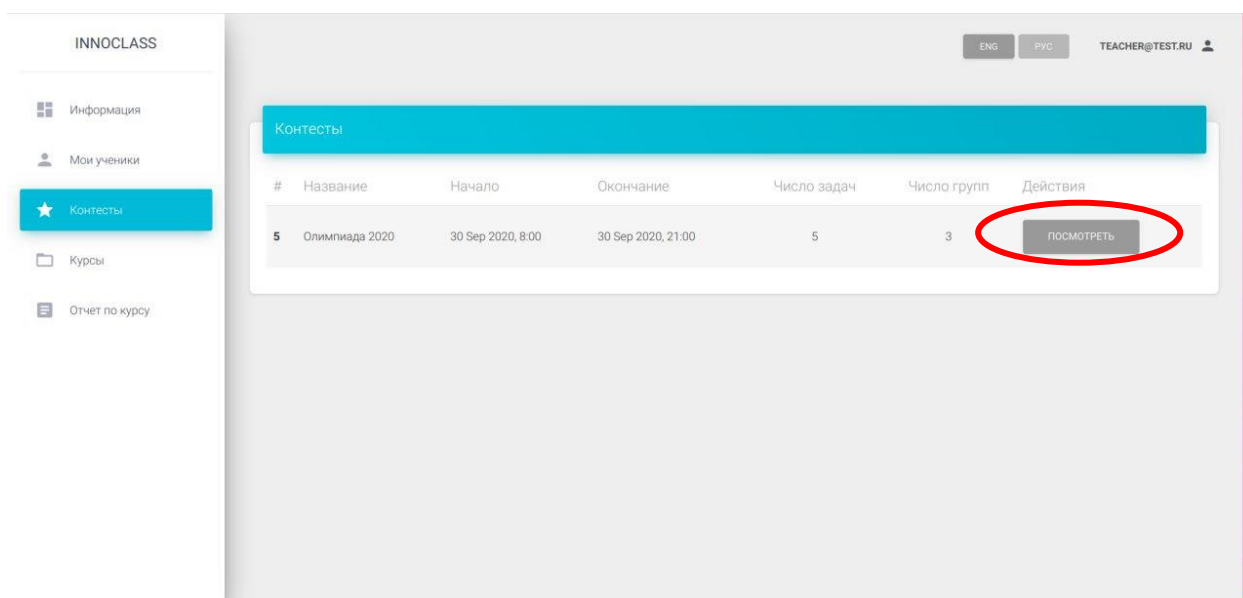 INNOCLASS
ENG РУС TEACHER@TEST.RU
Информация
Мои ученики
Контесты
Курсы
Отчет по курсу
Контесты
# Название Начало Окончание Число задач Число групп Действия
5 Олимпиада 2020 30 Sep 2020, 8:00 30 Sep 2020, 21:00 5 3 ПОСМОТРЕТЬ